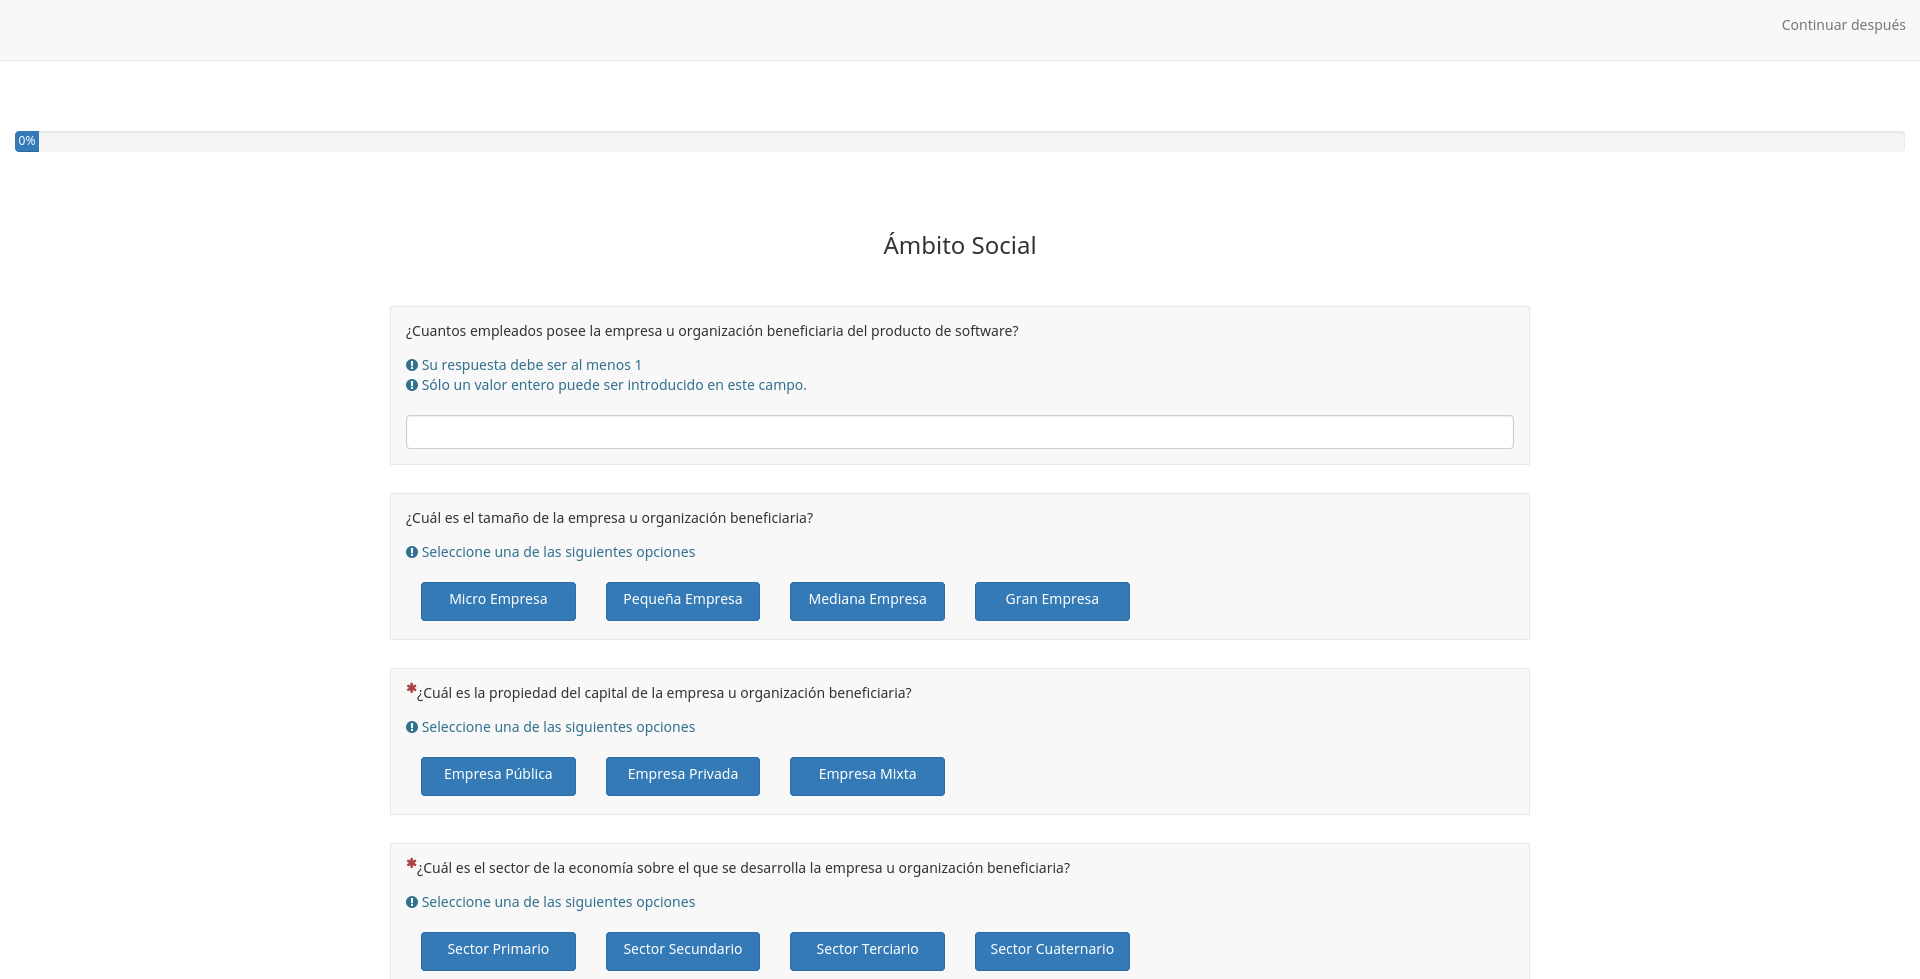 Continuar después
0%
Ámbito Social
¿Cuantos empleados posee la empresa u organización beneficiaria del producto de software?
Su respuesta debe ser al menos 1
Sólo un valor entero puede ser introducido en este campo.
¿Cuál es el tamaño de la empresa u organización beneficiaria?
Seleccione una de las siguientes opciones
Micro Empresa Pequeña Empresa Mediana Empresa Gran Empresa
✱¿Cuál es la propiedad del capital de la empresa u organización beneficiaria?
Seleccione una de las siguientes opciones
Empresa Pública Empresa Privada Empresa Mixta
✱¿Cuál es el sector de la economía sobre el que se desarrolla la empresa u organización beneficiaria?
Seleccione una de las siguientes opciones
Sector Primario Sector Secundario Sector Terciario Sector Cuaternario